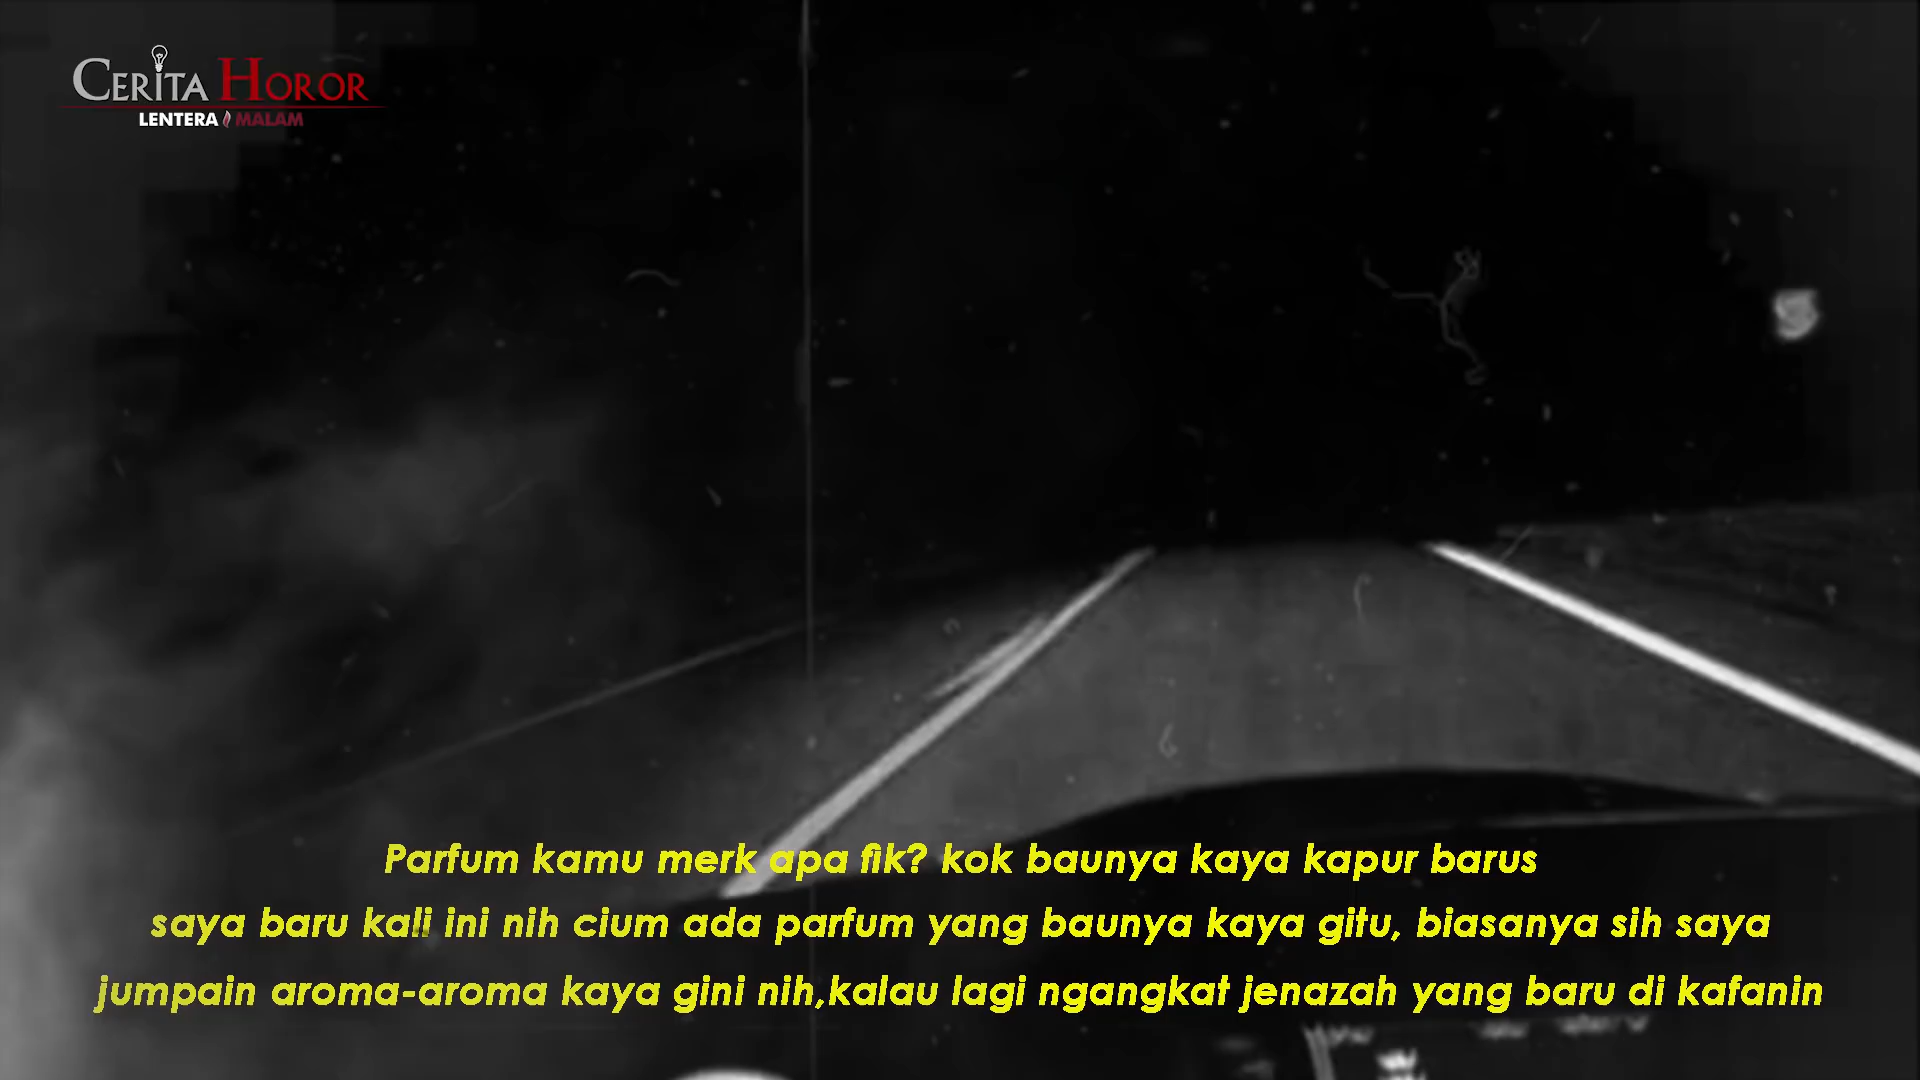 CERITA HOROR
LENTERA MALAM
Parfum kamu merk apa fik? kok baunya kaya kapur barus
saya baru kali ini nih cium ada parfum yang baunya kaya gitu, biasanya sih saya
jumpain aroma-aroma kaya gini nih,kalau lagi ngangkat jenazah yang baru di kafanin